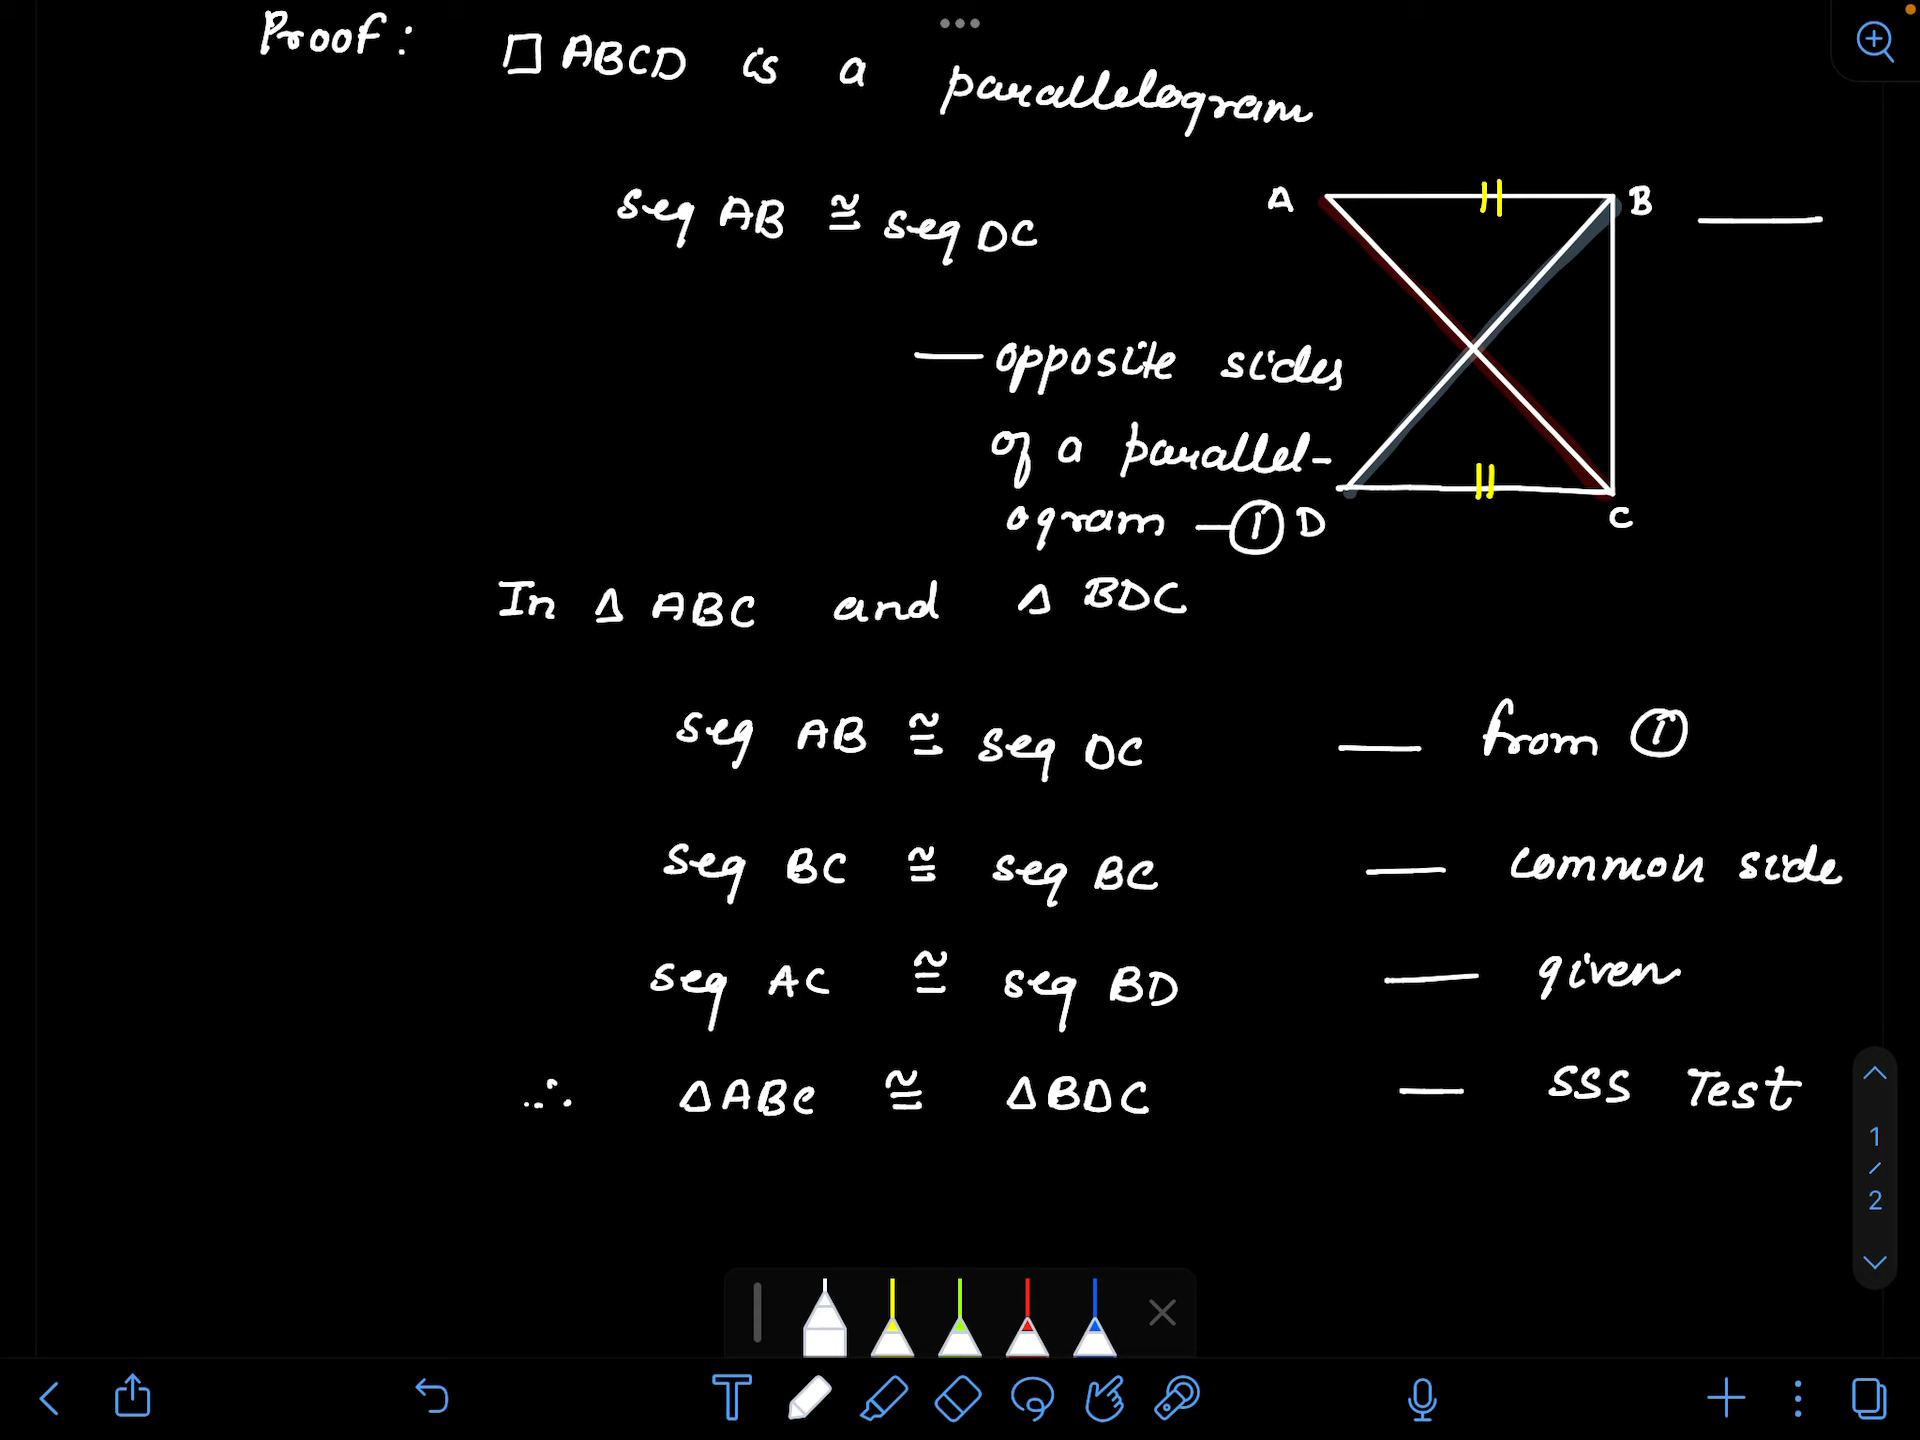 Proof : □ ABCD is a parallelogram
seg AB ≅ seg DC
A B
— opposite sides
of a parallel-
ogram — ① D
C
In Δ ABC and Δ BDC
seg AB ≅ seg DC — from ①
seg BC ≅ seg BC — common side
seg AC ≅ seg BD — given
∴ ΔABC ≅ ΔBDC — SSS Test
1
/
2
T